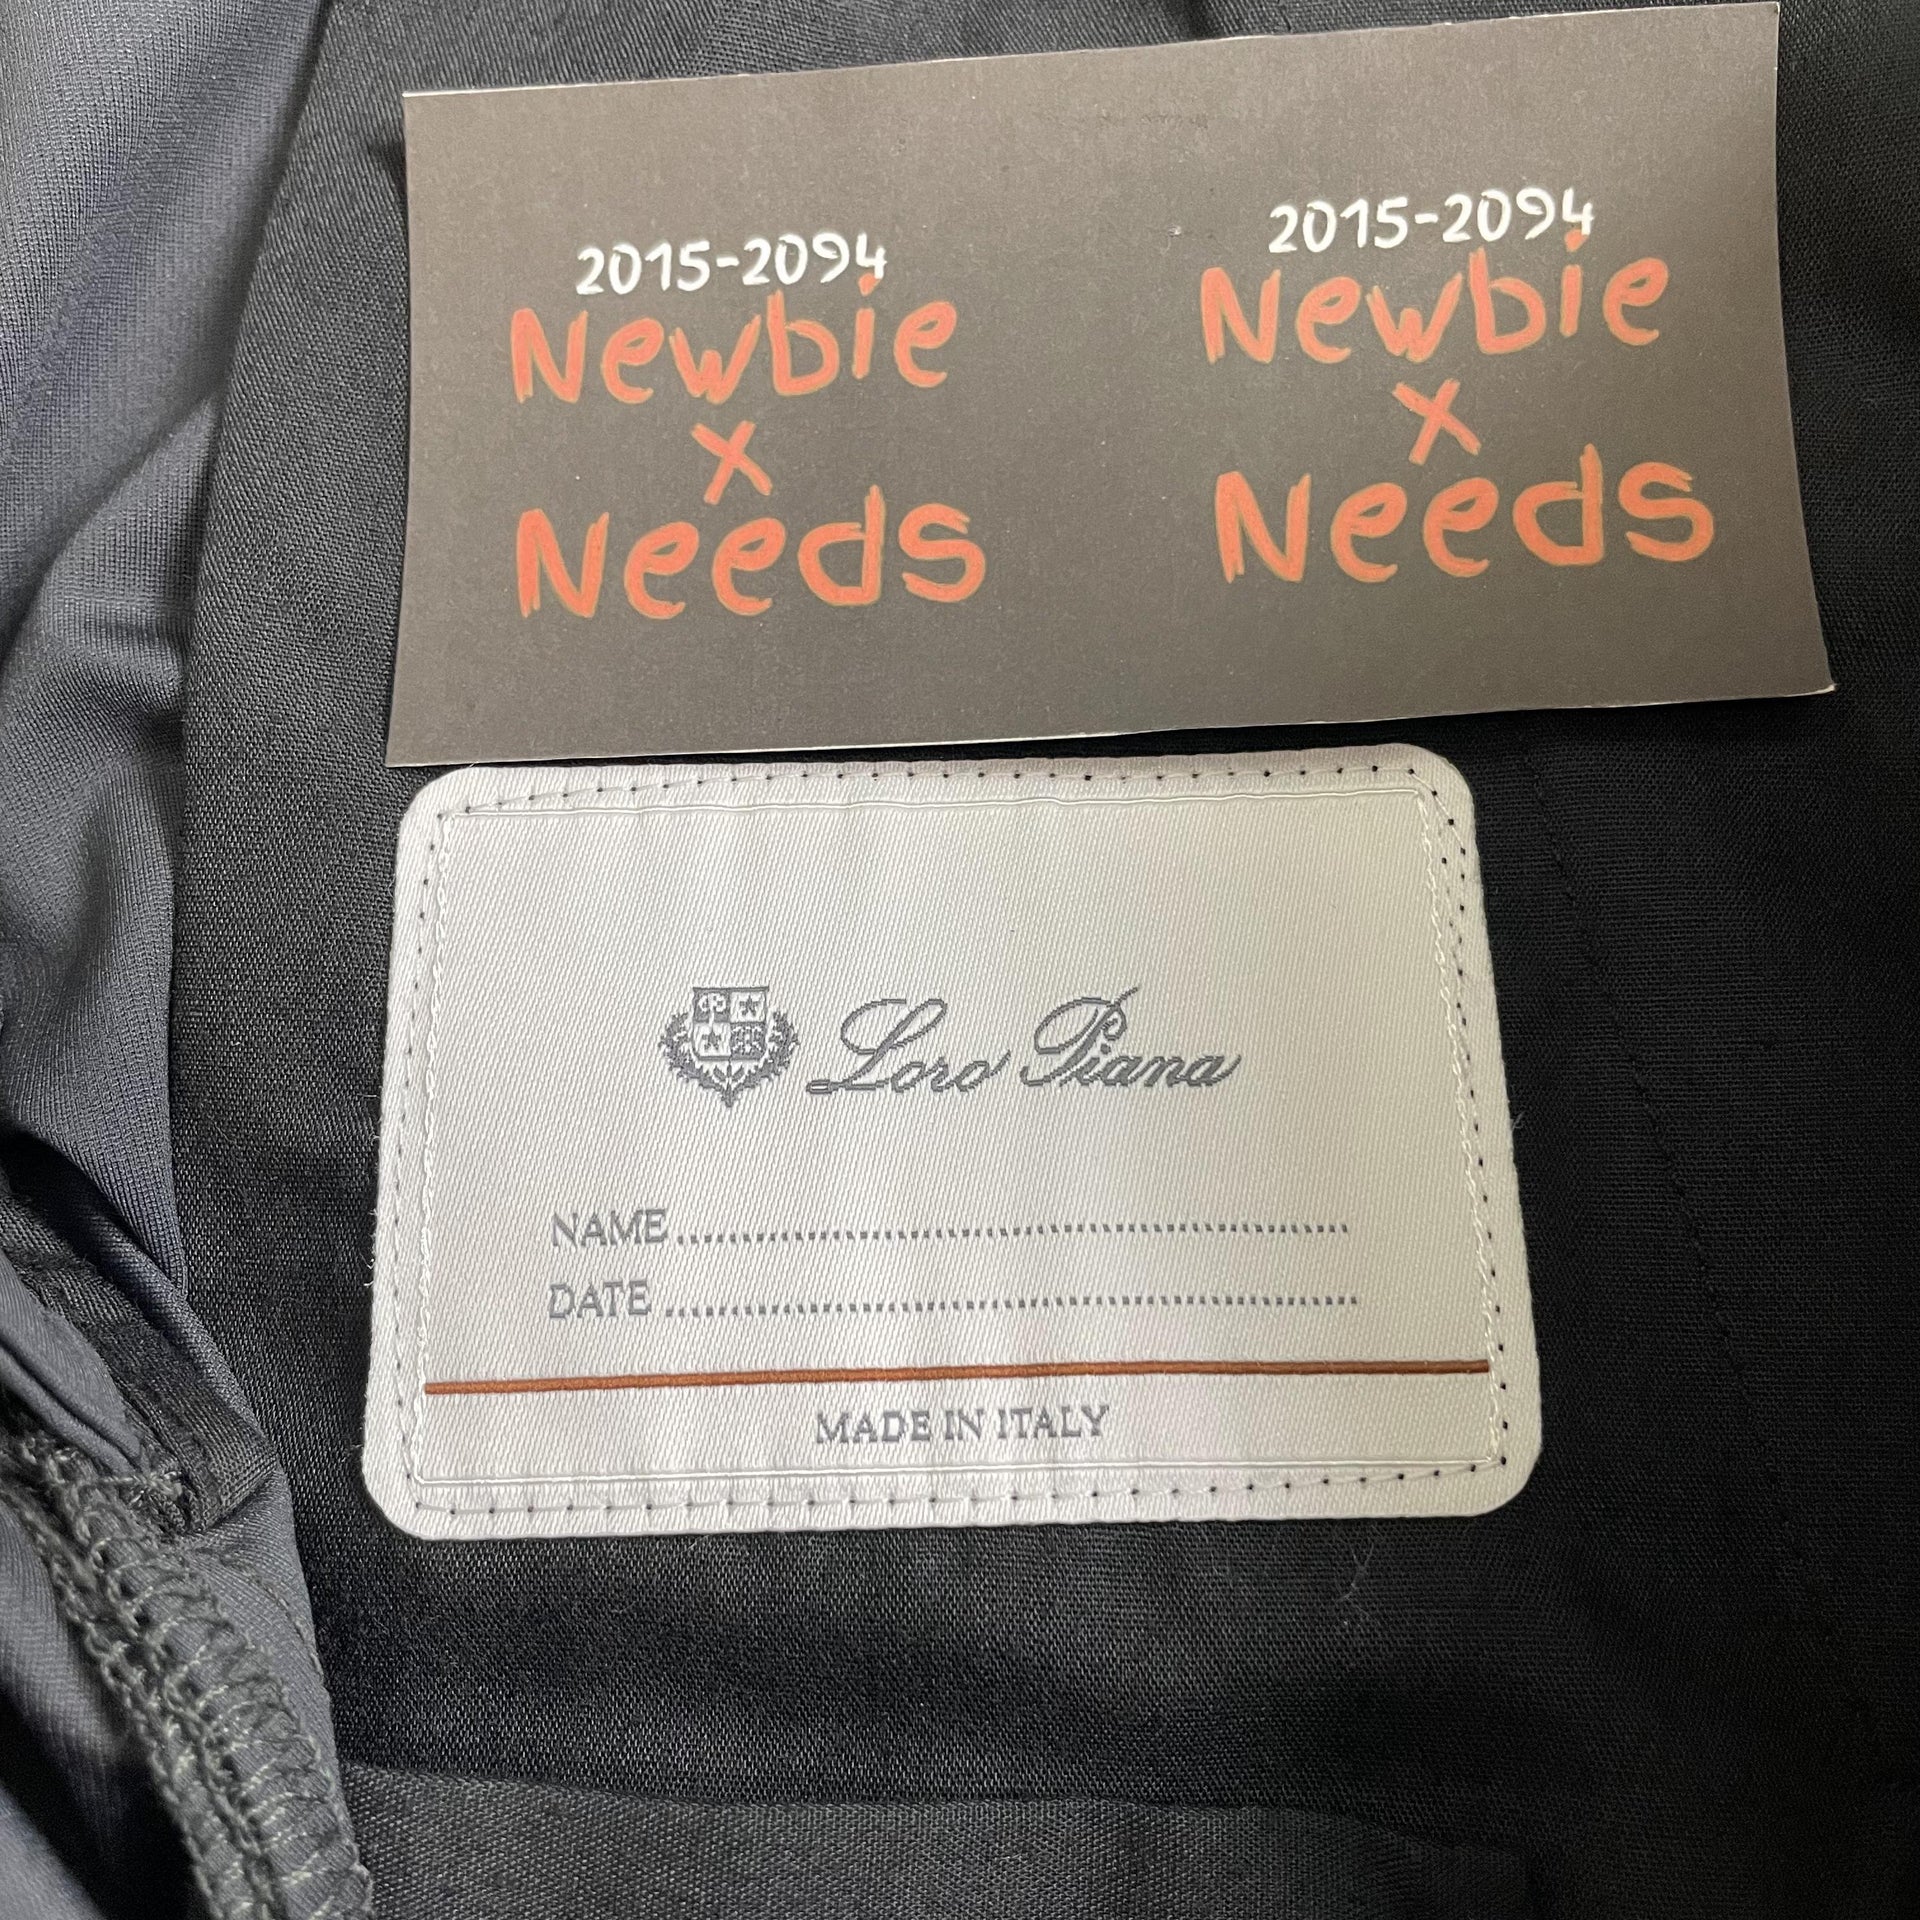 2015-2094
Newbie
x
Needs
2015-2094
Newbie
x
Needs
Loro Piana
NAME
DATE
MADE IN ITALY